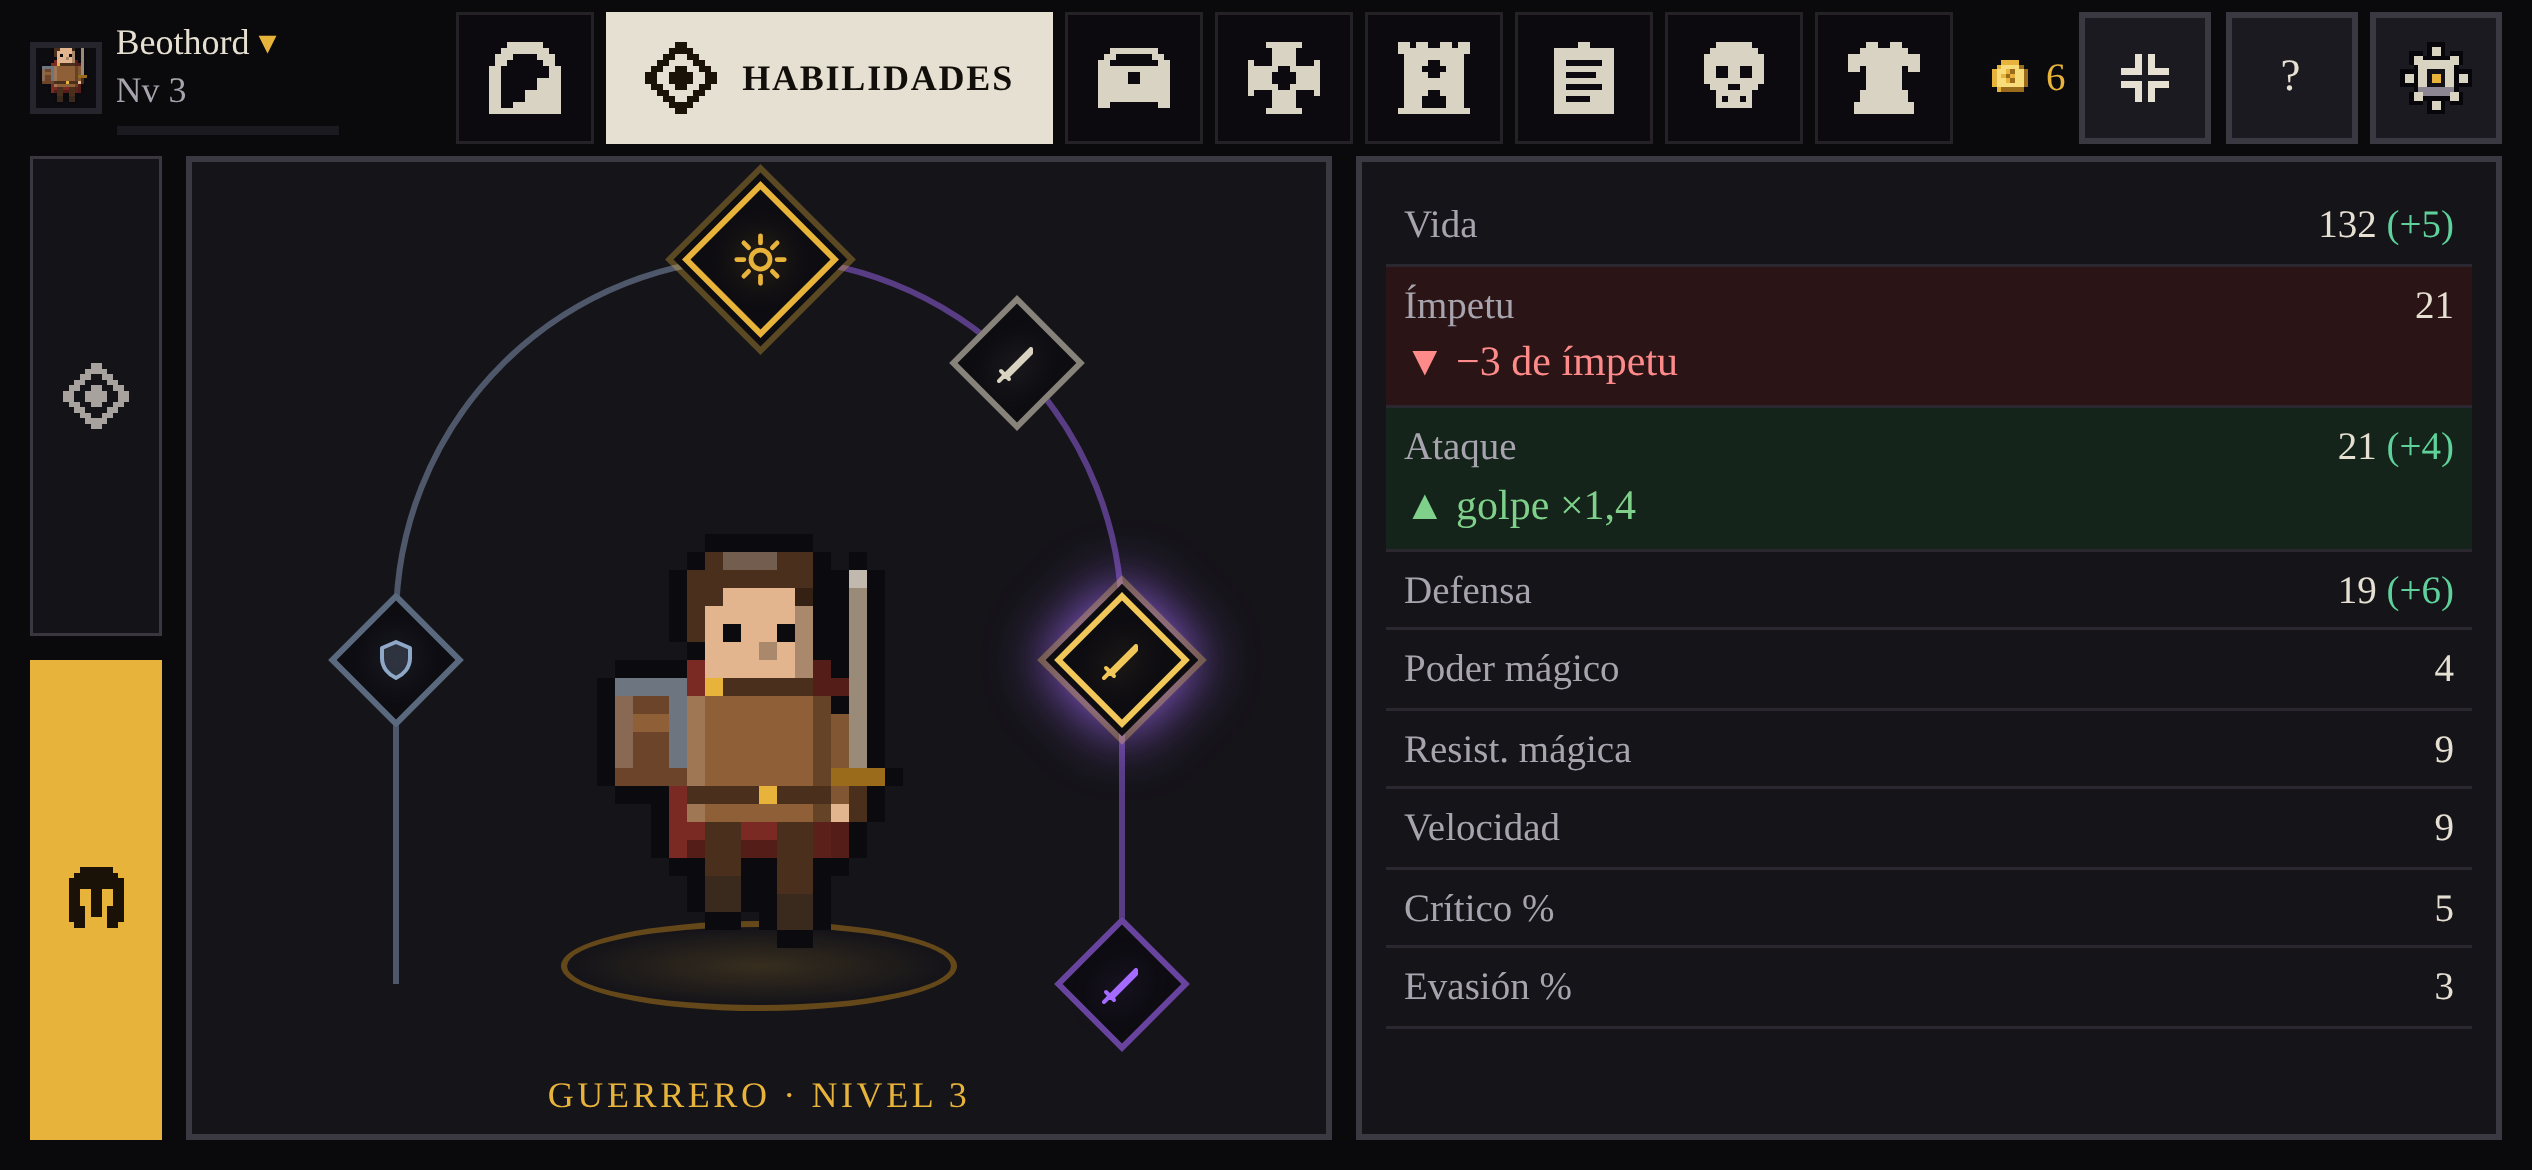 Beothord ▼
Nv 3
HABILIDADES
6
?
Vida 132 (+5)
Ímpetu 21
▼ −3 de ímpetu
Ataque 21 (+4)
▲ golpe ×1,4
Defensa 19 (+6)
Poder mágico 4
Resist. mágica 9
Velocidad 9
Crítico % 5
Evasión % 3
GUERRERO · NIVEL 3